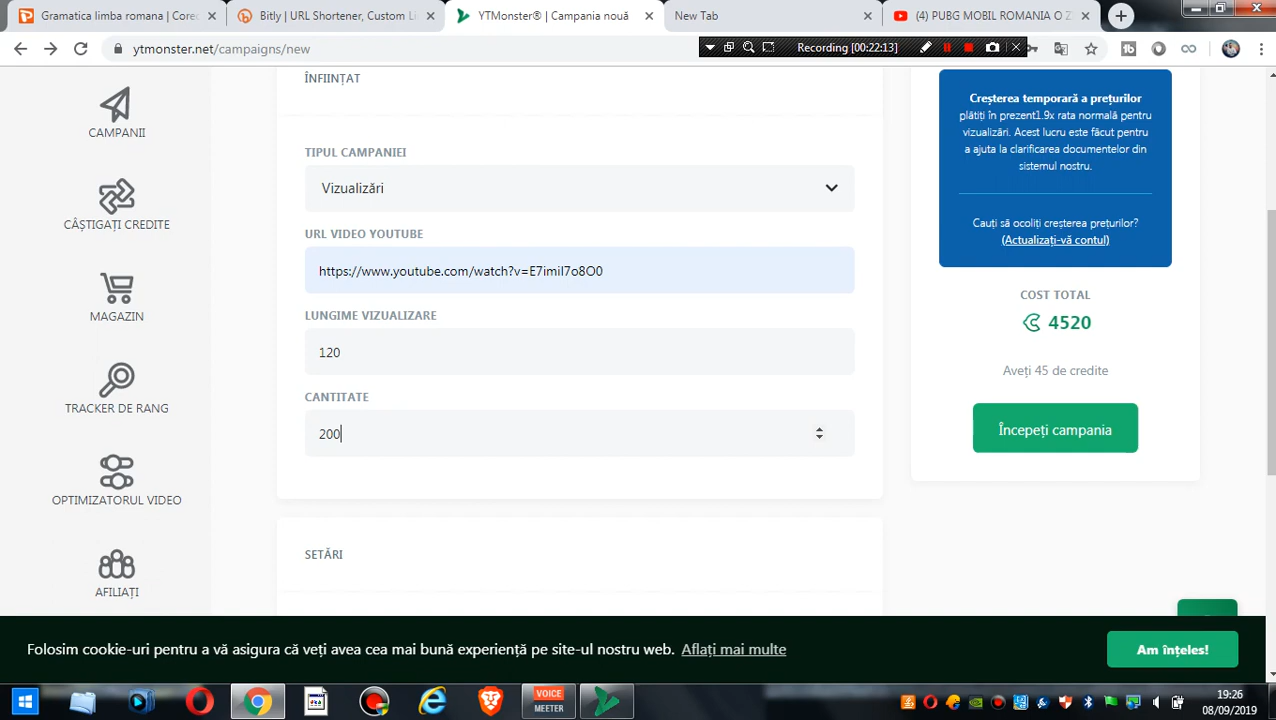 Gramatica limba romana | Core
Bitly | URL Shortener, Custom Li
YTMonster® | Campania nouă
New Tab
(4) PUBG MOBIL ROMANIA O Z
ytmonster.net/campaigns/new
Recording [00:22:13]
ÎNFIINȚAT
CAMPANII
CÂȘTIGAȚI CREDITE
MAGAZIN
TRACKER DE RANG
OPTIMIZATORUL VIDEO
AFILIAȚI
TIPUL CAMPANIEI
Vizualizări
URL VIDEO YOUTUBE
https://www.youtube.com/watch?v=E7imiI7o8O0
LUNGIME VIZUALIZARE
120
CANTITATE
200
SETĂRI
Creșterea temporară a prețurilor
plătiți în prezent1.9x rata normală pentru
vizualizări. Acest lucru este făcut pentru
a ajuta la clarificarea documentelor din
sistemul nostru.
Cauți să ocoliți creșterea prețurilor?
(Actualizați-vă contul)
COST TOTAL
4520
Aveți 45 de credite
Începeți campania
Folosim cookie-uri pentru a vă asigura că veți avea cea mai bună experiență pe site-ul nostru web. Aflați mai multe
Am înțeles!
VOICE
MEETER
19:26
08/09/2019